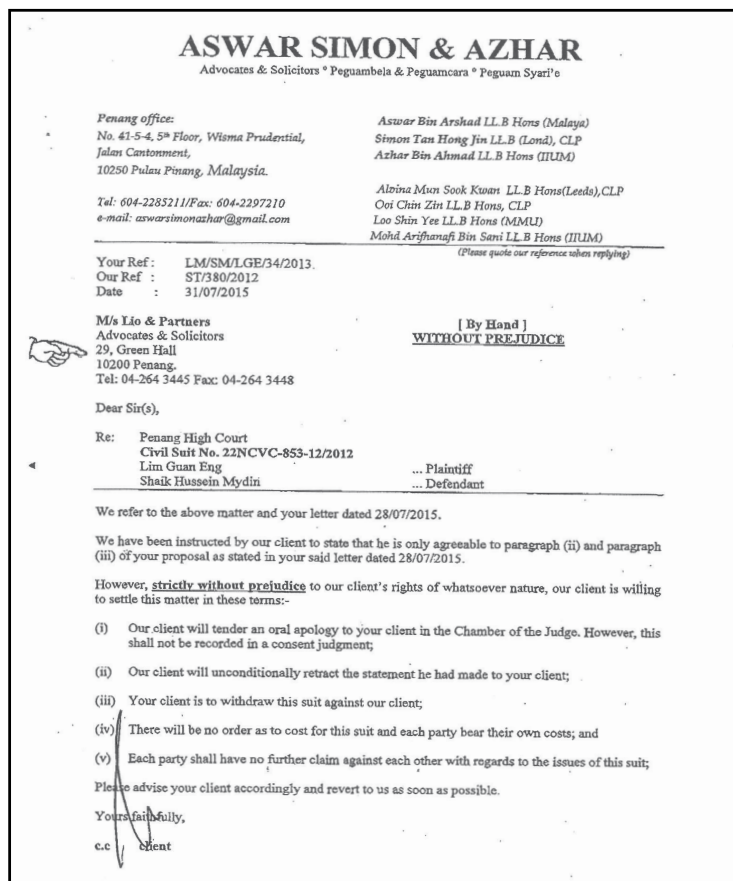 ASWAR SIMON & AZHAR
Advocates & Solicitors * Peguambela & Peguamcara * Peguam Syari'e
Penang office:
No. 41-5-4, 5th Floor, Wisma Prudential,
Jalan Cantonment,
10250 Pulau Pinang, Malaysia.
Tel: 604-2285211/Fax: 604-2297210
e-mail: aswarsimonazhar@gmail.com
Aswar Bin Arshad LL.B Hons (Malaya)
Simon Tan Hong Jin LL.B (Lond), CLP
Azhar Bin Ahmad LL.B Hons (IIUM)
Alvina Mun Sook Kwan LL.B Hons(Leeds),CLP
Ooi Chin Zin LL.B Hons, CLP
Loo Shin Yee LL.B Hons (MMU)
Mohd Arifhanafi Bin Sani LL.B Hons (IIUM)
(Please quote our reference when replying)
Your Ref : LM/SM/LGE/34/2013.
Our Ref : ST/380/2012
Date : 31/07/2015
M/s Lio & Partners
Advocates & Solicitors
29, Green Hall
10200 Penang.
Tel: 04-264 3445 Fax: 04-264 3448
[ By Hand ]
WITHOUT PREJUDICE
Dear Sir(s),
Re: Penang High Court
Civil Suit No. 22NCVC-853-12/2012
Lim Guan Eng ... Plaintiff
Shaik Hussein Mydin ... Defendant
We refer to the above matter and your letter dated 28/07/2015.
We have been instructed by our client to state that he is only agreeable to paragraph (ii) and paragraph
(iii) of your proposal as stated in your said letter dated 28/07/2015.
However, strictly without prejudice to our client's rights of whatsoever nature, our client is willing
to settle this matter in these terms:-
(i) Our client will tender an oral apology to your client in the Chamber of the Judge. However, this
shall not be recorded in a consent judgment;
(ii) Our client will unconditionally retract the statement he had made to your client;
(iii) Your client is to withdraw this suit against our client;
(iv) There will be no order as to cost for this suit and each party bear their own costs; and
(v) Each party shall have no further claim against each other with regards to the issues of this suit;
Please advise your client accordingly and revert to us as soon as possible.
Yours faithfully,
c.c client